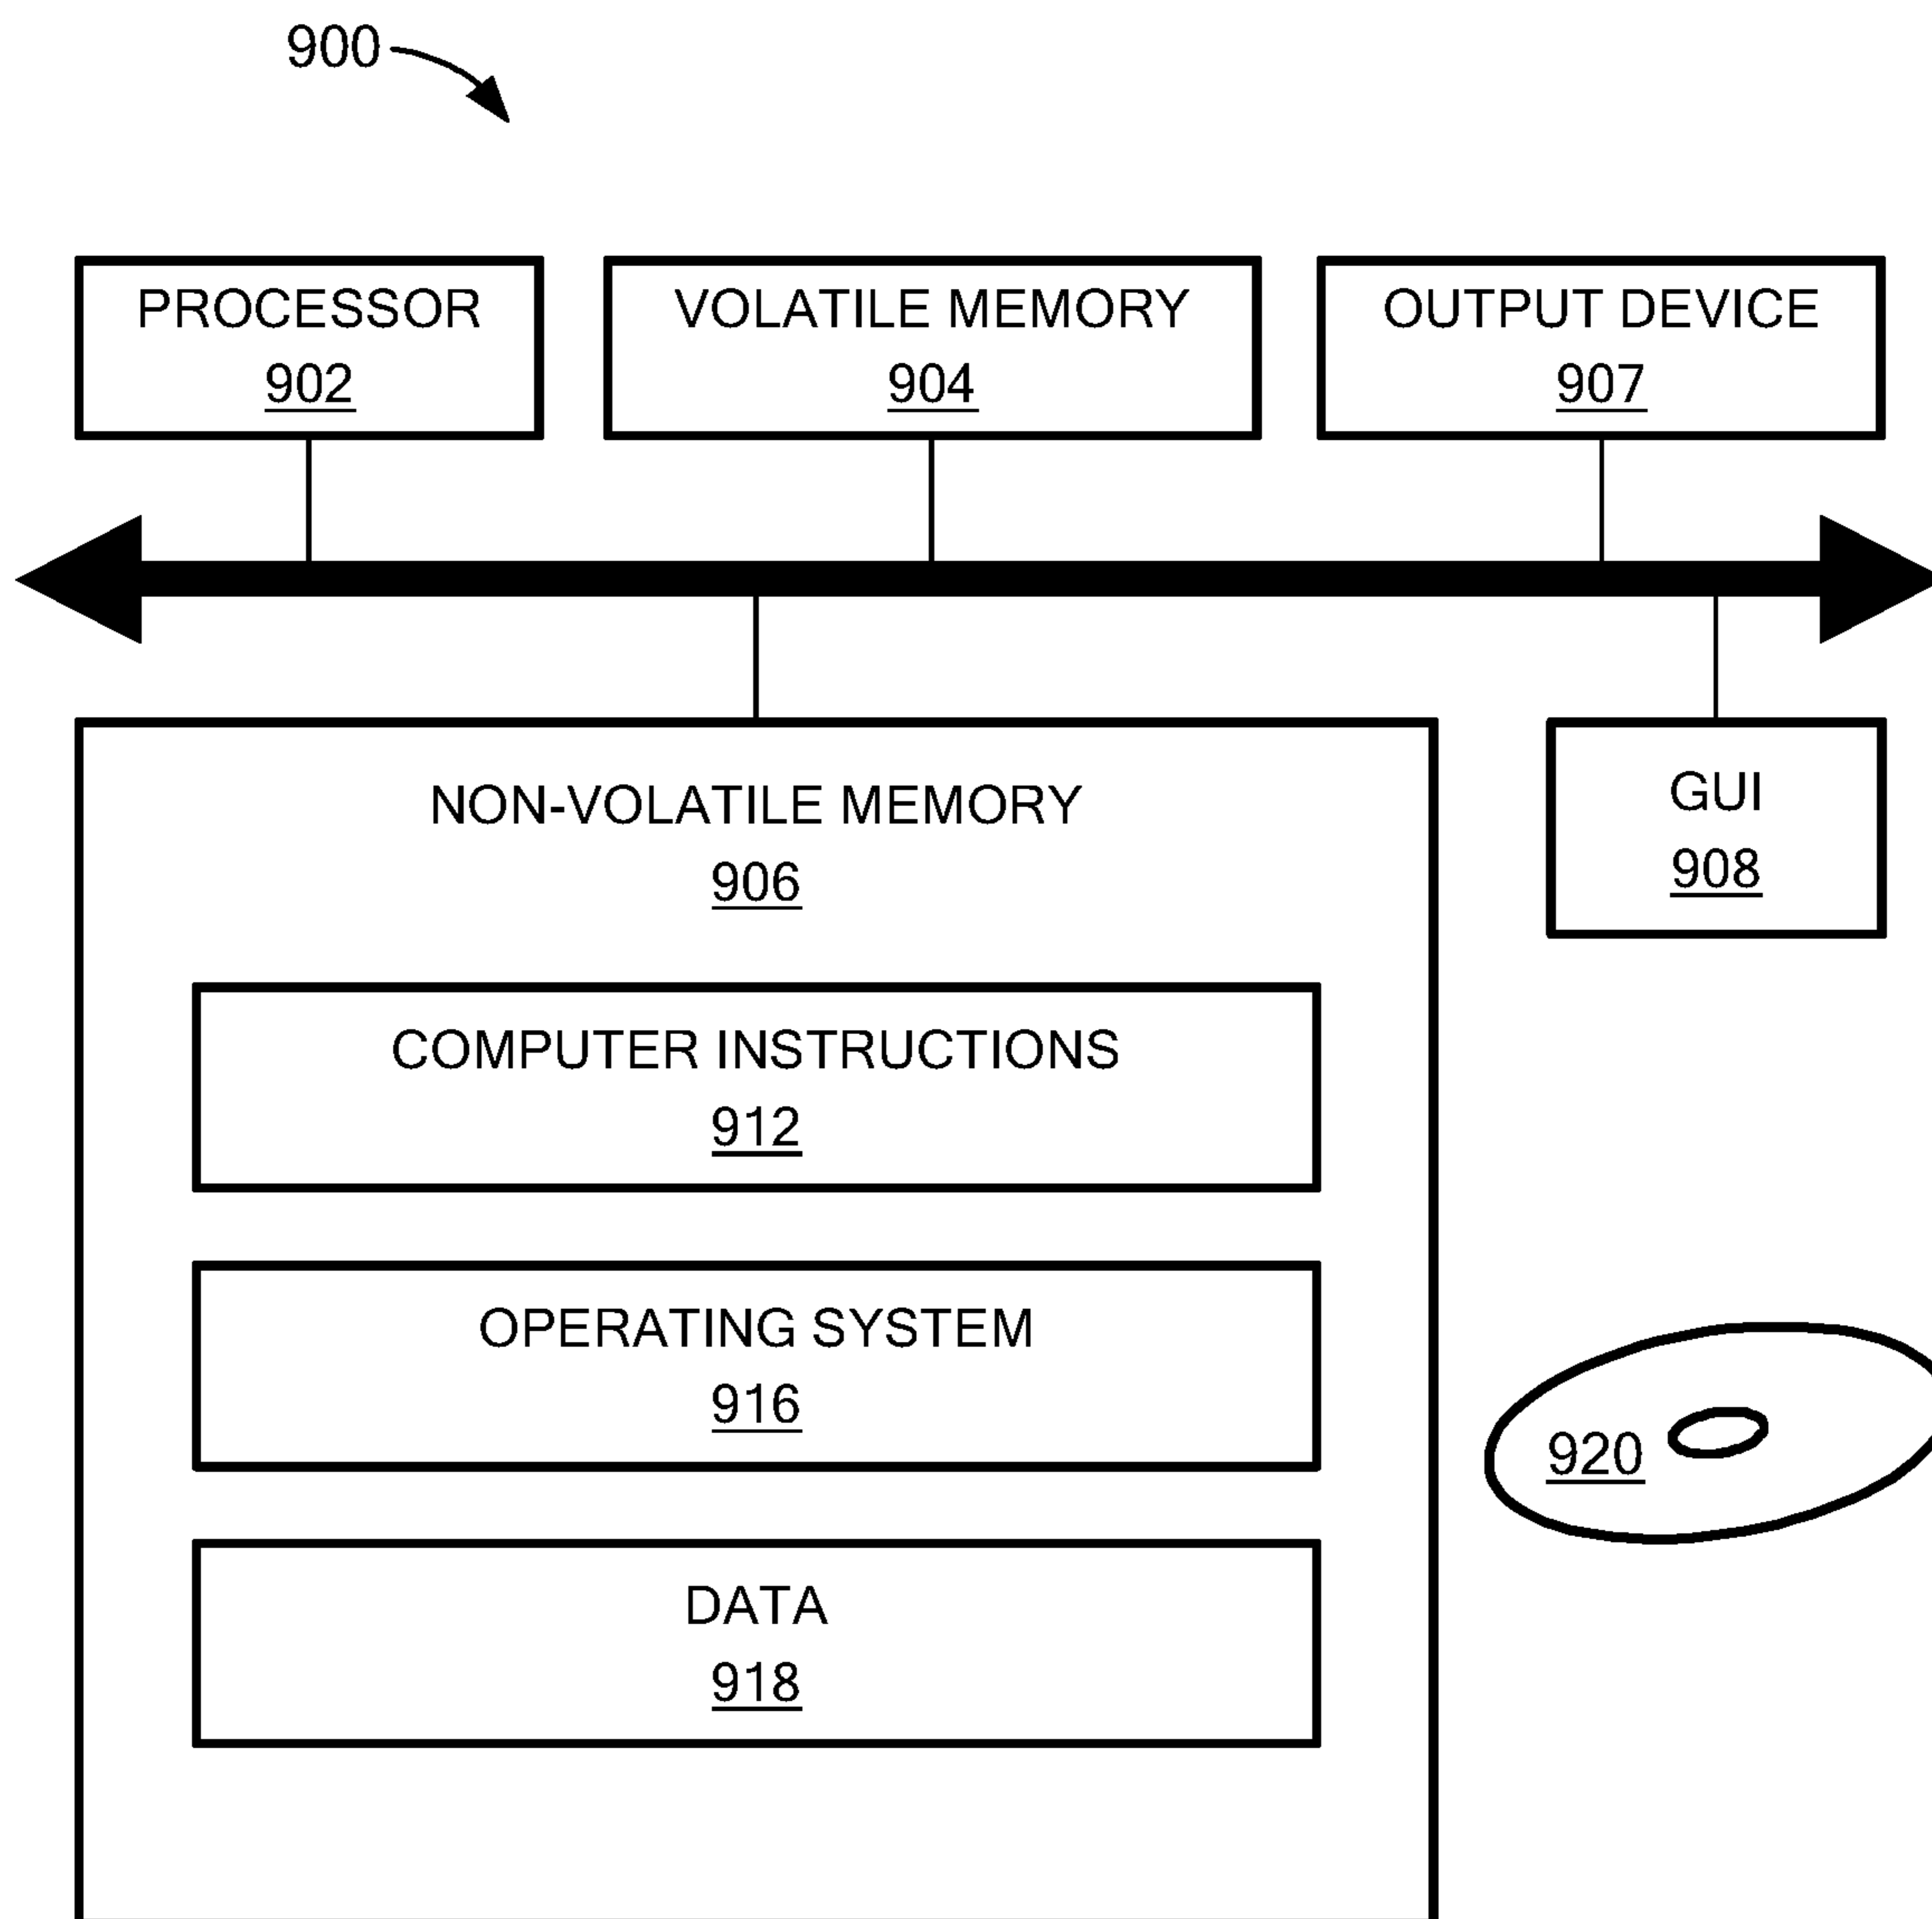 900
PROCESSOR
902
VOLATILE MEMORY
904
OUTPUT DEVICE
907
NON-VOLATILE MEMORY
906
GUI
908
COMPUTER INSTRUCTIONS
912
OPERATING SYSTEM
916
920
DATA
918